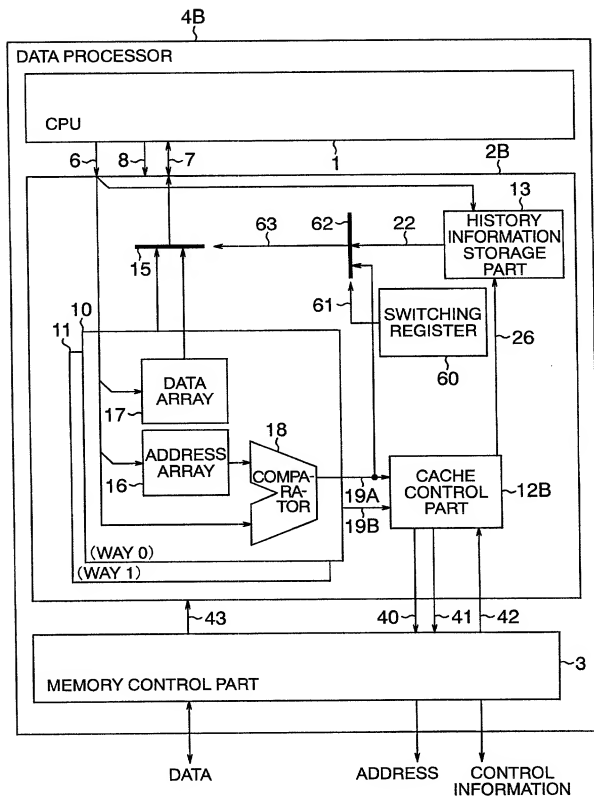 4B
DATA PROCESSOR
CPU
6
8
7
1
2B
13
HISTORY
INFORMATION
STORAGE
PART
62
63
22
15
61
SWITCHING
REGISTER
60
26
10
11
DATA
ARRAY
17
18
ADDRESS
ARRAY
16
COMPA-
RA-
TOR
19A
19B
CACHE
CONTROL
PART
12B
(WAY 0)
(WAY 1)
43
40
41
42
MEMORY CONTROL PART
3
DATA
ADDRESS
CONTROL
INFORMATION